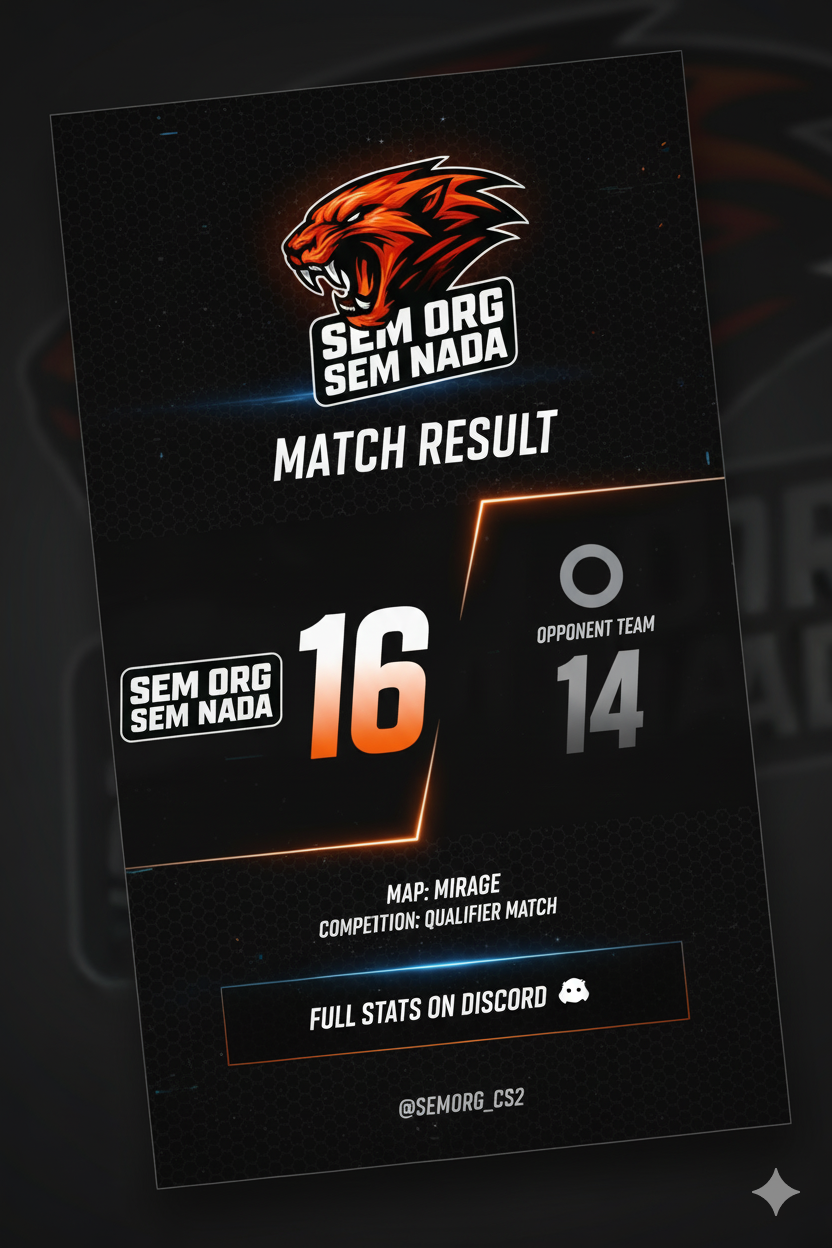 SEM ORG
SEM NADA
MATCH RESULT
SEM ORG
SEM NADA
16
OPPONENT TEAM
14
MAP: MIRAGE
COMPETITION: QUALIFIER MATCH
FULL STATS ON DISCORD
@SEMORG_CS2